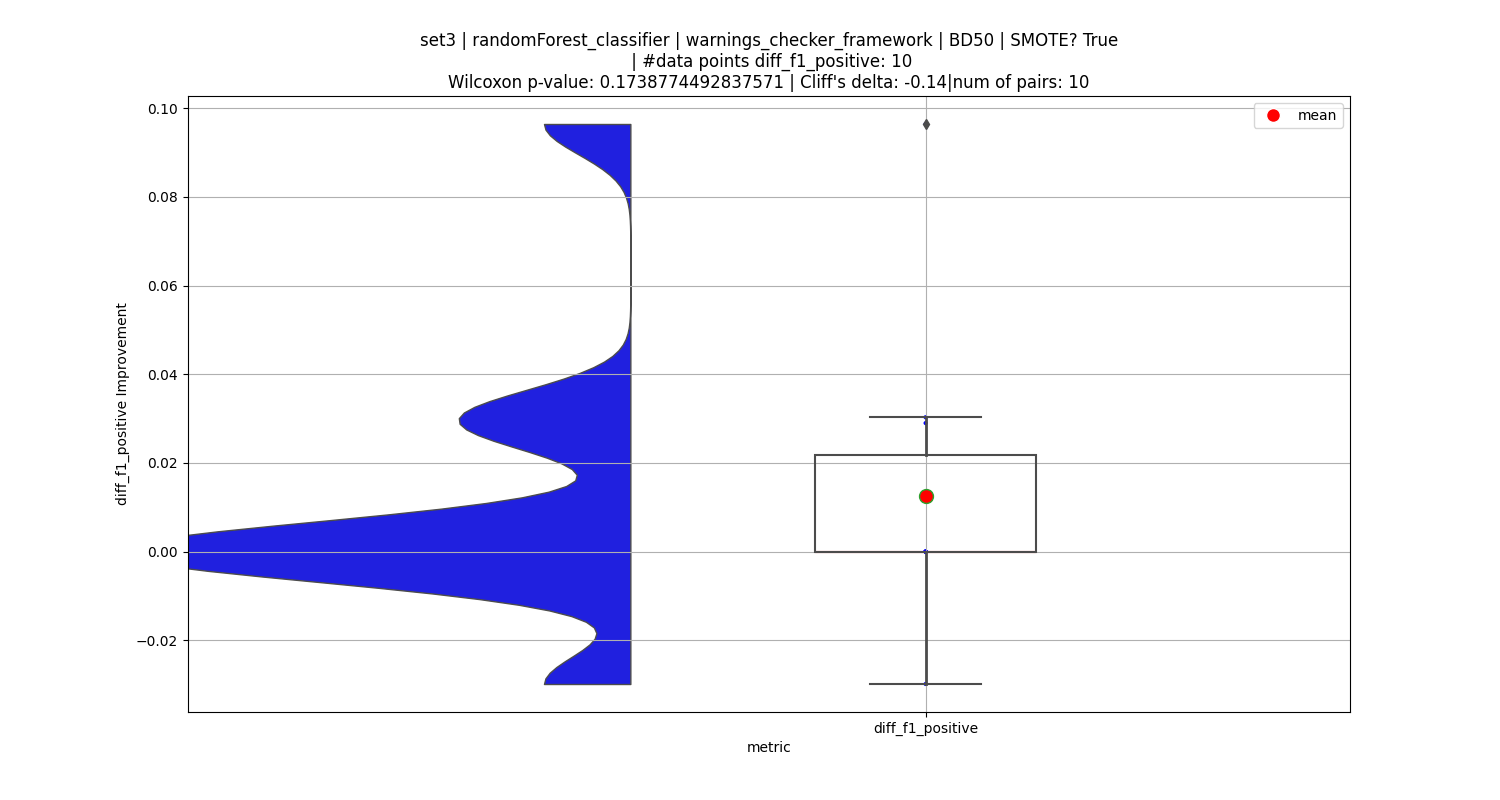 set3 | randomForest_classifier | warnings_checker_framework | BD50 | SMOTE? True
| #data points diff_f1_positive: 10
Wilcoxon p-value: 0.1738774492837571 | Cliff's delta: -0.14|num of pairs: 10
mean
0.10
0.08
0.06
0.04
0.02
0.00
−0.02
diff_f1_positive Improvement
diff_f1_positive
metric